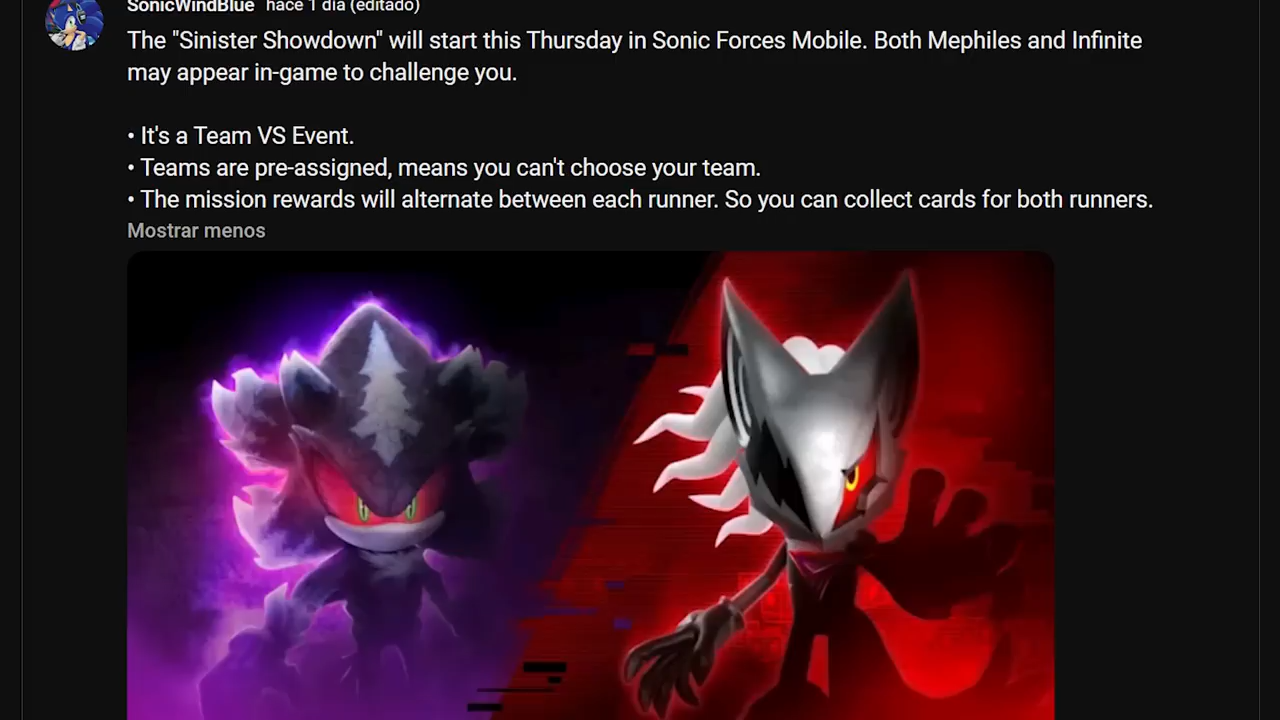 SonicWindBlue hace 1 día (editado)
The "Sinister Showdown" will start this Thursday in Sonic Forces Mobile. Both Mephiles and Infinite
may appear in-game to challenge you.
• It's a Team VS Event.
• Teams are pre-assigned, means you can't choose your team.
• The mission rewards will alternate between each runner. So you can collect cards for both runners.
Mostrar menos